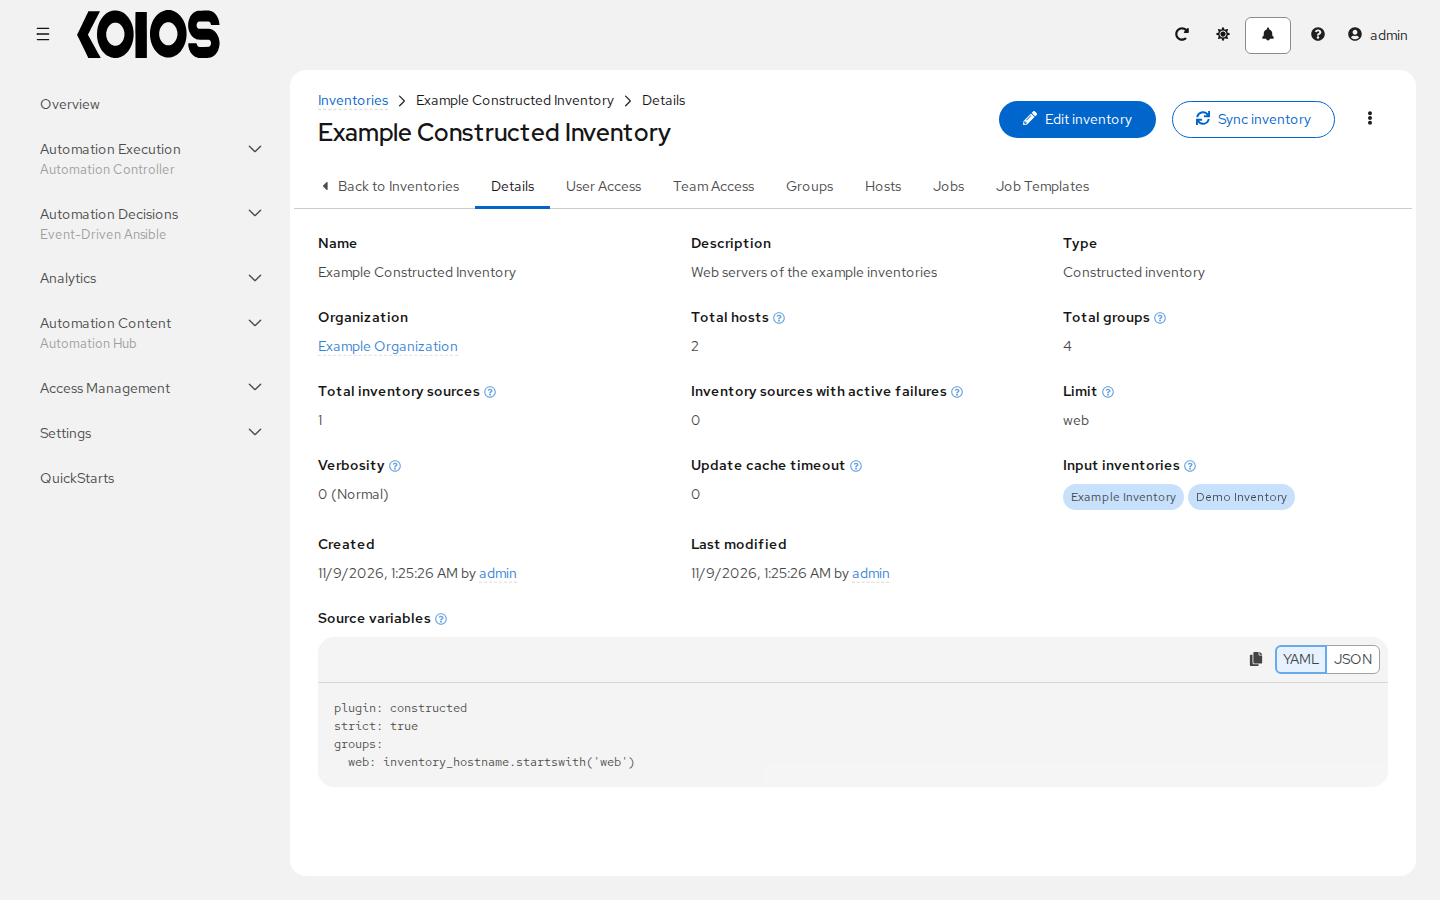 KOIOS
admin
Overview
Automation Execution
Automation Controller
Automation Decisions
Event-Driven Ansible
Analytics
Automation Content
Automation Hub
Access Management
Settings
QuickStarts
Inventories
Example Constructed Inventory
Details
Example Constructed Inventory
Edit inventory
Sync inventory
Back to Inventories
Details
User Access
Team Access
Groups
Hosts
Jobs
Job Templates
Name
Example Constructed Inventory
Description
Web servers of the example inventories
Type
Constructed inventory
Organization
Example Organization
Total hosts
2
Total groups
4
Total inventory sources
1
Inventory sources with active failures
0
Limit
web
Verbosity
0 (Normal)
Update cache timeout
0
Input inventories
Example Inventory
Demo Inventory
Created
11/9/2026, 1:25:26 AM by admin
Last modified
11/9/2026, 1:25:26 AM by admin
Source variables
YAML
JSON
plugin: constructed
strict: true
groups:
  web: inventory_hostname.startswith('web')